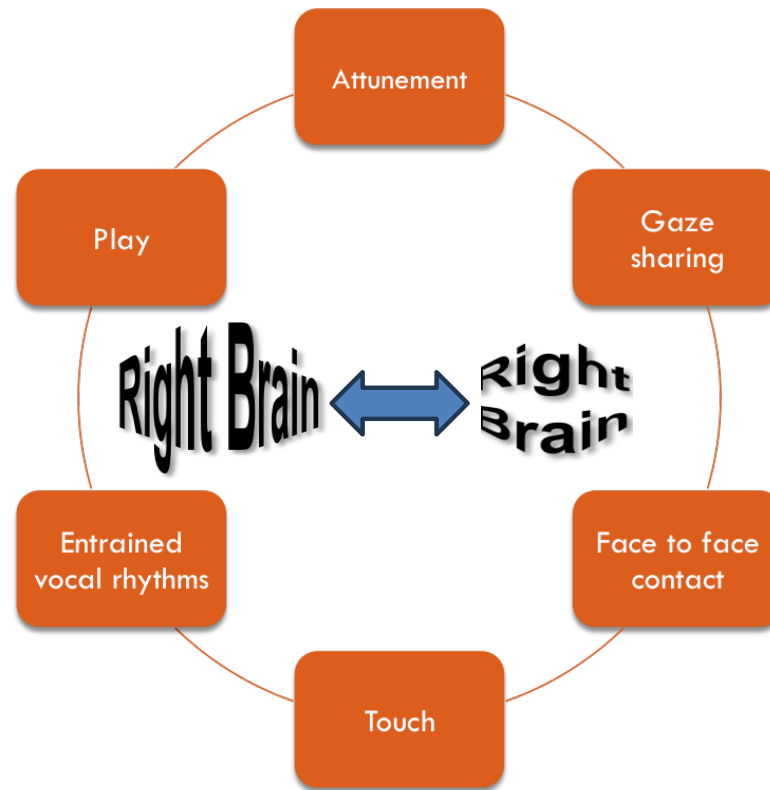 Attunement
Play
Gaze
sharing
Right Brain
Right
Brain
Entrained
vocal rhythms
Face to face
contact
Touch